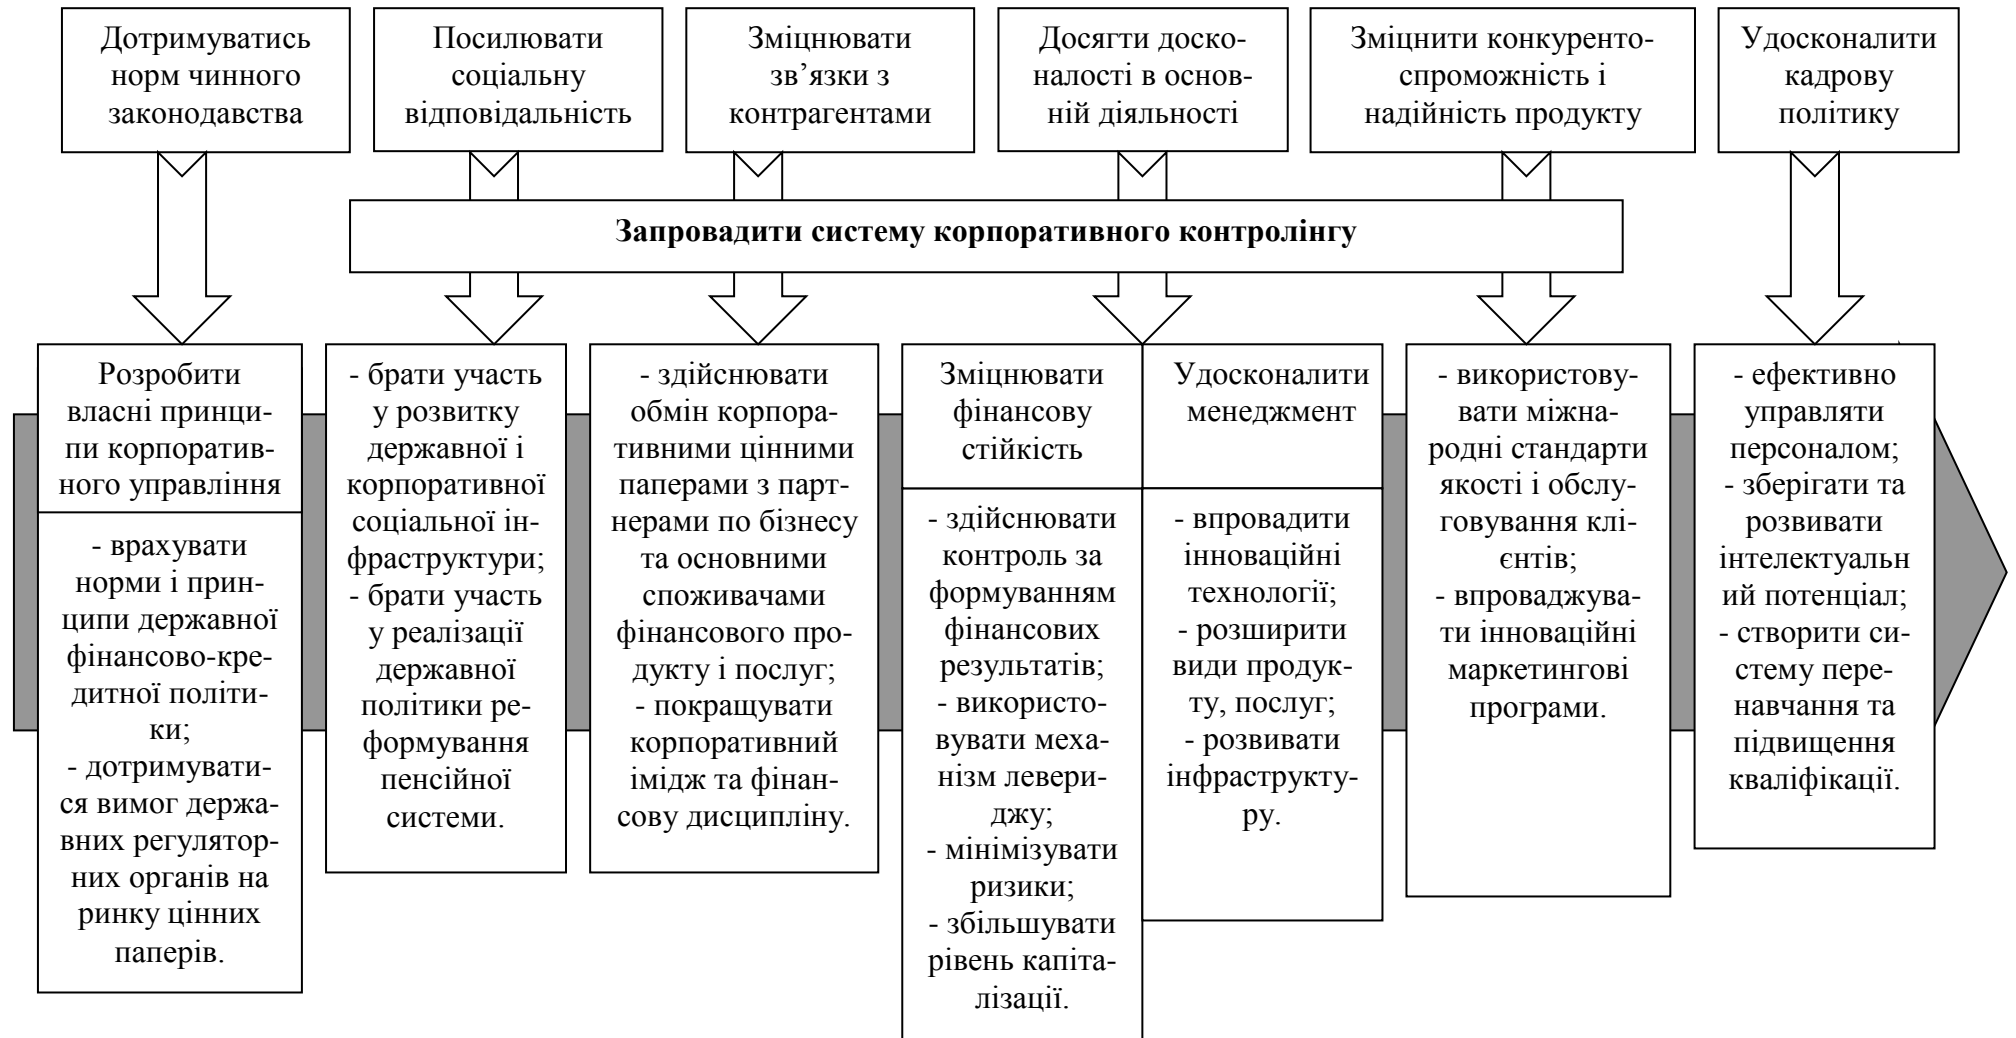 Дотримуватись
норм чинного
законодавства
Посилювати
соціальну
відповідальність
Зміцнювати
зв’язки з
контрагентами
Досягти доско-
налості в основ-
ній діяльності
Зміцнити конкуренто-
спроможність і
надійність продукту
Удосконалити
кадрову
політику
Запровадити систему корпоративного контролінгу
Розробити
власні принци-
пи корпоратив-
ного управління
- врахувати
норми і прин-
ципи державної
фінансово-кре-
дитної політи-
ки;
- дотримувати-
ся вимог держа-
вних регулятор-
них органів на
ринку цінних
паперів.
- брати участь
у розвитку
державної і
корпоративної
соціальної ін-
фраструктури;
- брати участь
у реалізації
державної
політики ре-
формування
пенсійної
системи.
- здійснювати
обмін корпора-
тивними цінними
паперами з парт-
нерами по бізнесу
та основними
споживачами
фінансового про-
дукту і послуг;
- покращувати
корпоративний
імідж та фінан-
сову дисципліну.
Зміцнювати
фінансову
стійкість
- здійснювати
контроль за
формуванням
фінансових
результатів;
- використо-
вувати меха-
нізм левери-
джу;
- мінімізувати
ризики;
- збільшувати
рівень капіта-
лізації.
Удосконалити
менеджмент
- впровадити
інноваційні
технології;
- розширити
види продук-
ту, послуг;
- розвивати
інфраструкту-
ру.
- використову-
вати міжна-
родні стандарти
якості і обслу-
говування клі-
єнтів;
- впроваджува-
ти інноваційні
маркетингові
програми.
- ефективно
управляти
персоналом;
- зберігати та
розвивати
інтелектуальн
ий потенціал;
- створити си-
стему пере-
навчання та
підвищення
кваліфікації.